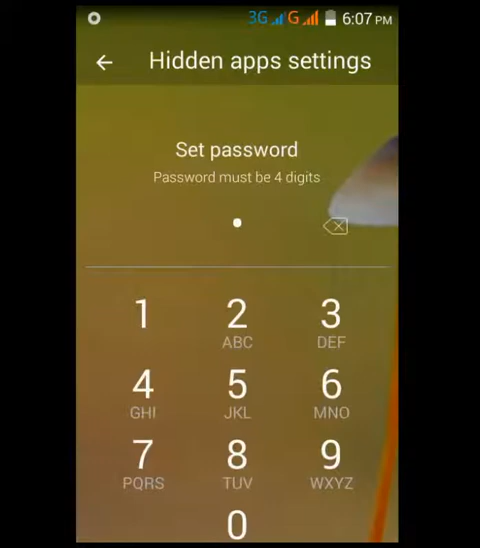 3G G 6:07 PM
Hidden apps settings
Set password
Password must be 4 digits
1 2 3
ABC DEF
4 5 6
GHI JKL MNO
7 8 9
PQRS TUV WXYZ
0